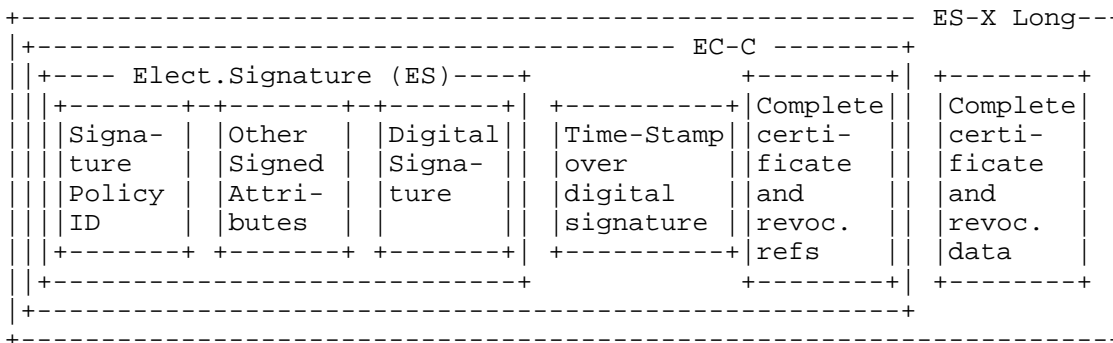 +------------------------------------------------------- ES-X Long---
|+---------------------------------------- EC-C --------+
||+---- Elect.Signature (ES)----+             +--------+| +--------+
|||+-------+-+-------+-+-------+| +----------+|Complete|| |Complete|
||||Signa- | |Other  | |Digital|| |Time-Stamp||certi-  || |certi-  |
||||ture   | |Signed | |Signa- || |over      ||ficate  || |ficate  |
||||Policy | |Attri- | |ture   || |digital   ||and     || |and     |
||||ID     | |butes  | |       || |signature ||revoc.  || |revoc.  |
|||+-------+ +-------+ +-------+| +----------+|refs    || |data    |
||+-----------------------------+             +--------+| +--------+
|+------------------------------------------------------+
+--------------------------------------------------------------------